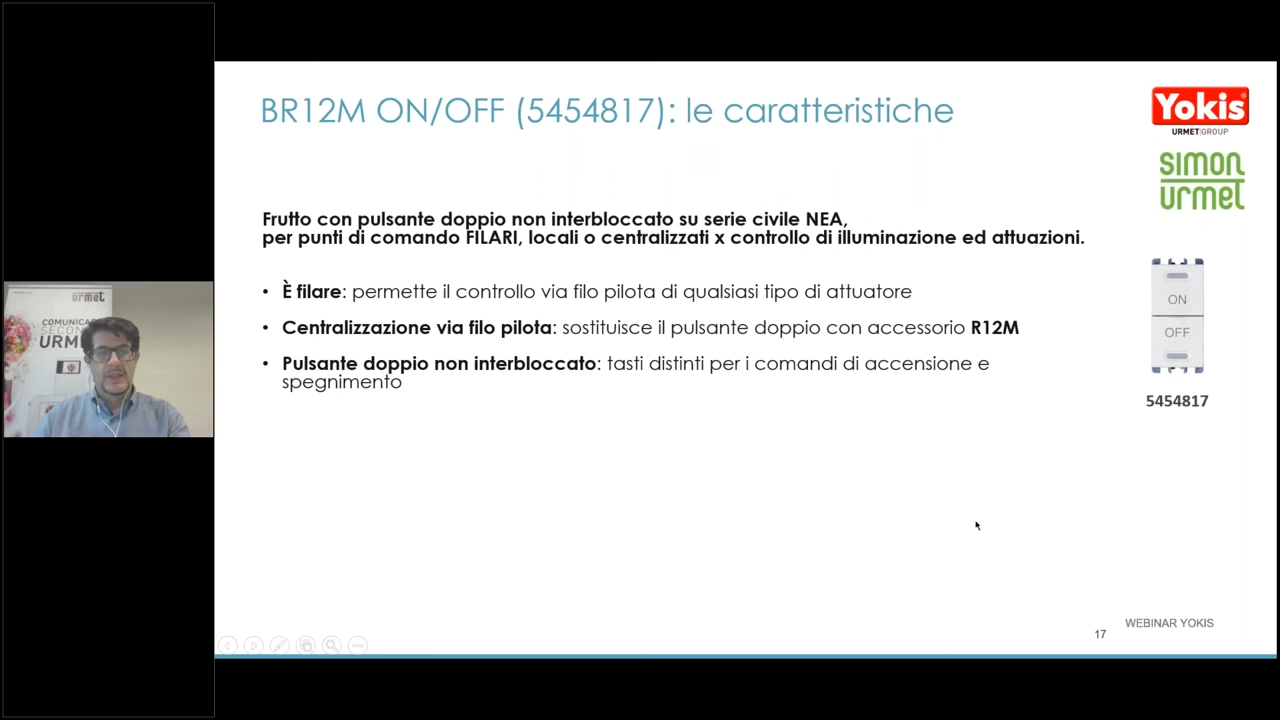 BR12M ON/OFF (5454817): le caratteristiche
Yokis
URMET|GROUP
simon
urmet
Frutto con pulsante doppio non interbloccato su serie civile NEA,
per punti di comando FILARI, locali o centralizzati x controllo di illuminazione ed attuazioni.
• È filare: permette il controllo via filo pilota di qualsiasi tipo di attuatore
• Centralizzazione via filo pilota: sostituisce il pulsante doppio con accessorio R12M
• Pulsante doppio non interbloccato: tasti distinti per i comandi di accensione e
spegnimento
ON
OFF
5454817
urmet
COMUNICA
SECON
URM
WEBINAR YOKIS
17